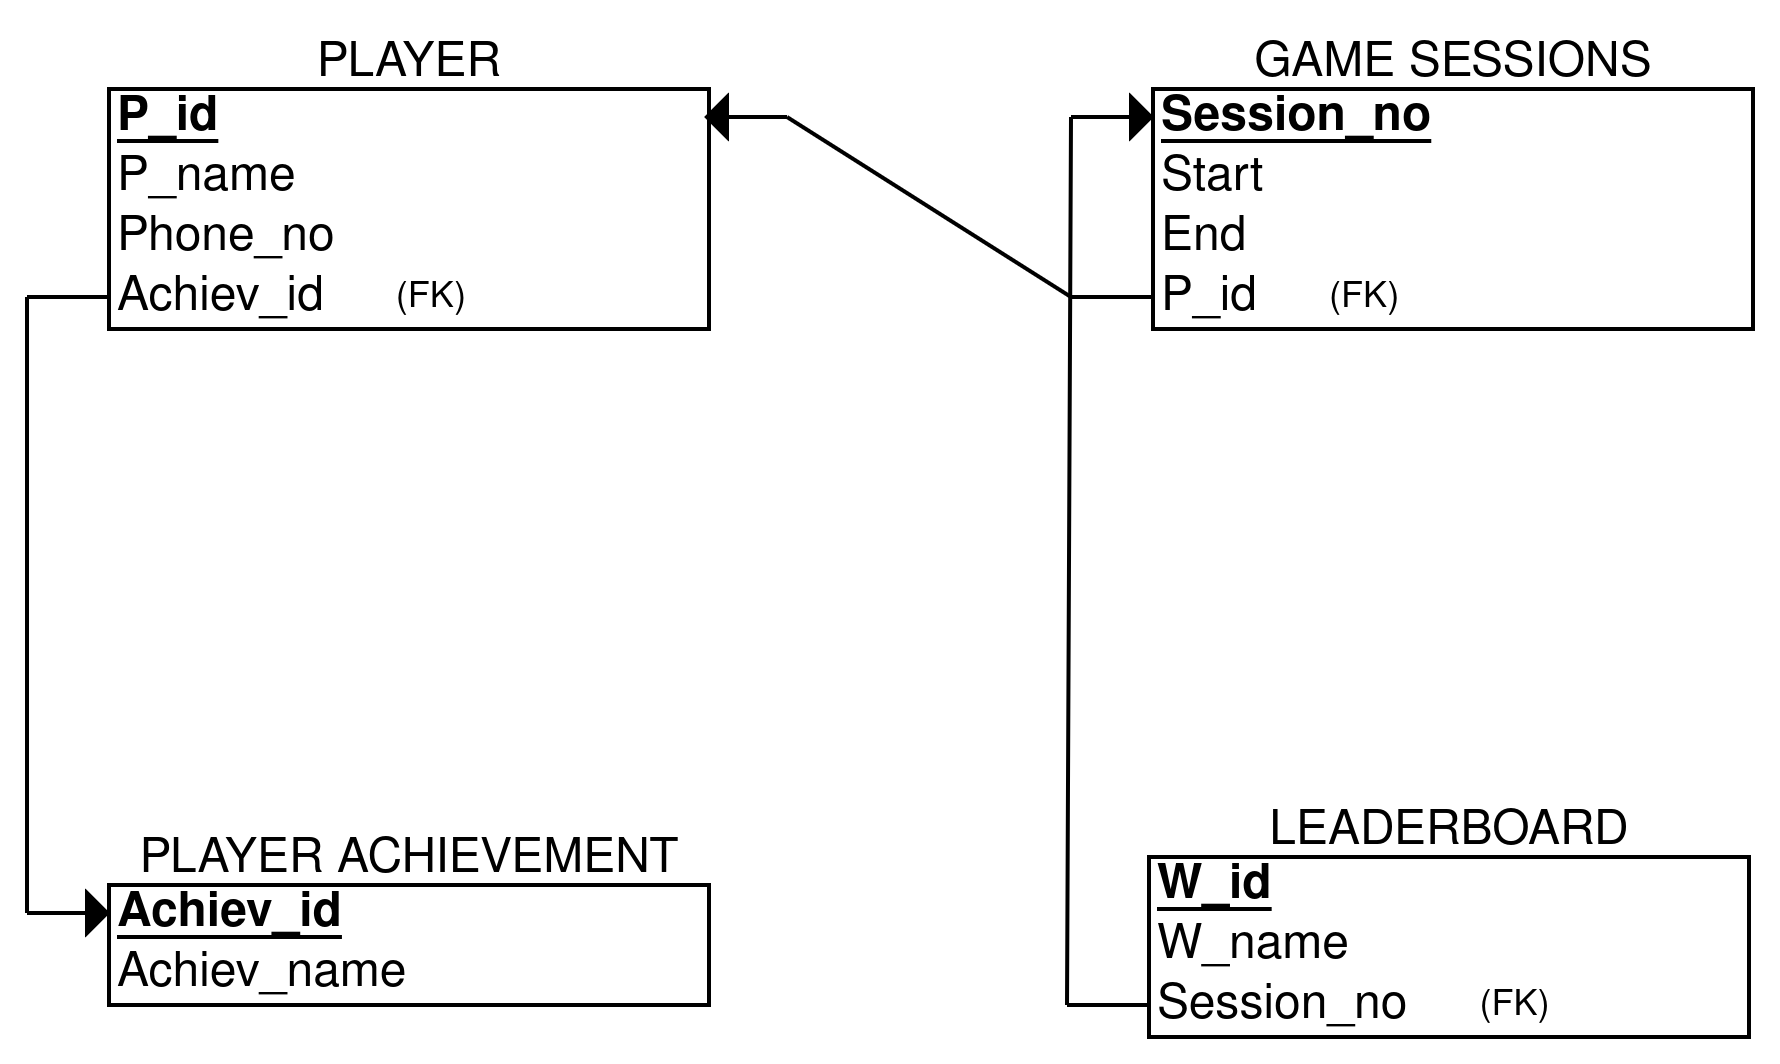 PLAYER
P_id
P_name
Phone_no
Achiev_id (FK)
GAME SESSIONS
Session_no
Start
End
P_id (FK)
PLAYER ACHIEVEMENT
Achiev_id
Achiev_name
LEADERBOARD
W_id
W_name
Session_no (FK)